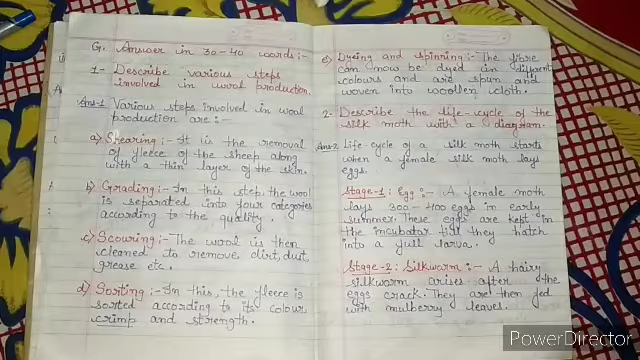 G. Answer in 30-40 words:-
1- Describe various steps
involved in wool production.
Ans-1 Various steps involved in wool
production are:-
a) Shearing:- It is the removal
of fleece of the sheep along
with a thin layer of the skin.
b) Grading:- In this step the wool
is separated into four categories
according to the quality.
c) Scouring:- The wool is then
cleaned to remove dirt, dust
grease etc.
d) Sorting:- In this, the fleece is
sorted according to its colour
crimp and strength.
e) Dyeing and spinning:- The fibre
can now be dyed in different
colours and are spun and
woven into woollen cloth.
2- Describe the life-cycle of the
silk moth with a diagram.
Ans-2 Life-cycle of a silk moth starts
when a female silk moth lays
eggs.
Stage-1: Egg:- A female moth
lays 300-400 eggs in early
summer. These eggs are kept in
the incubator till they hatch
into a full larva.
Stage-2: Silkworm:- A hairy
silkworm arises after the
eggs crack. They are then fed
with mulberry leaves.
PowerDirector